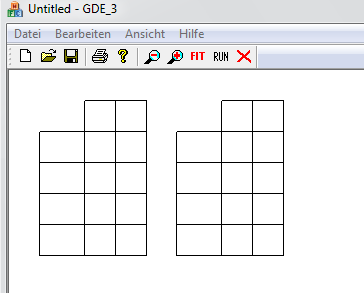 Untitled - GDE_3
Datei Bearbeiten Ansicht Hilfe
FIT RUN